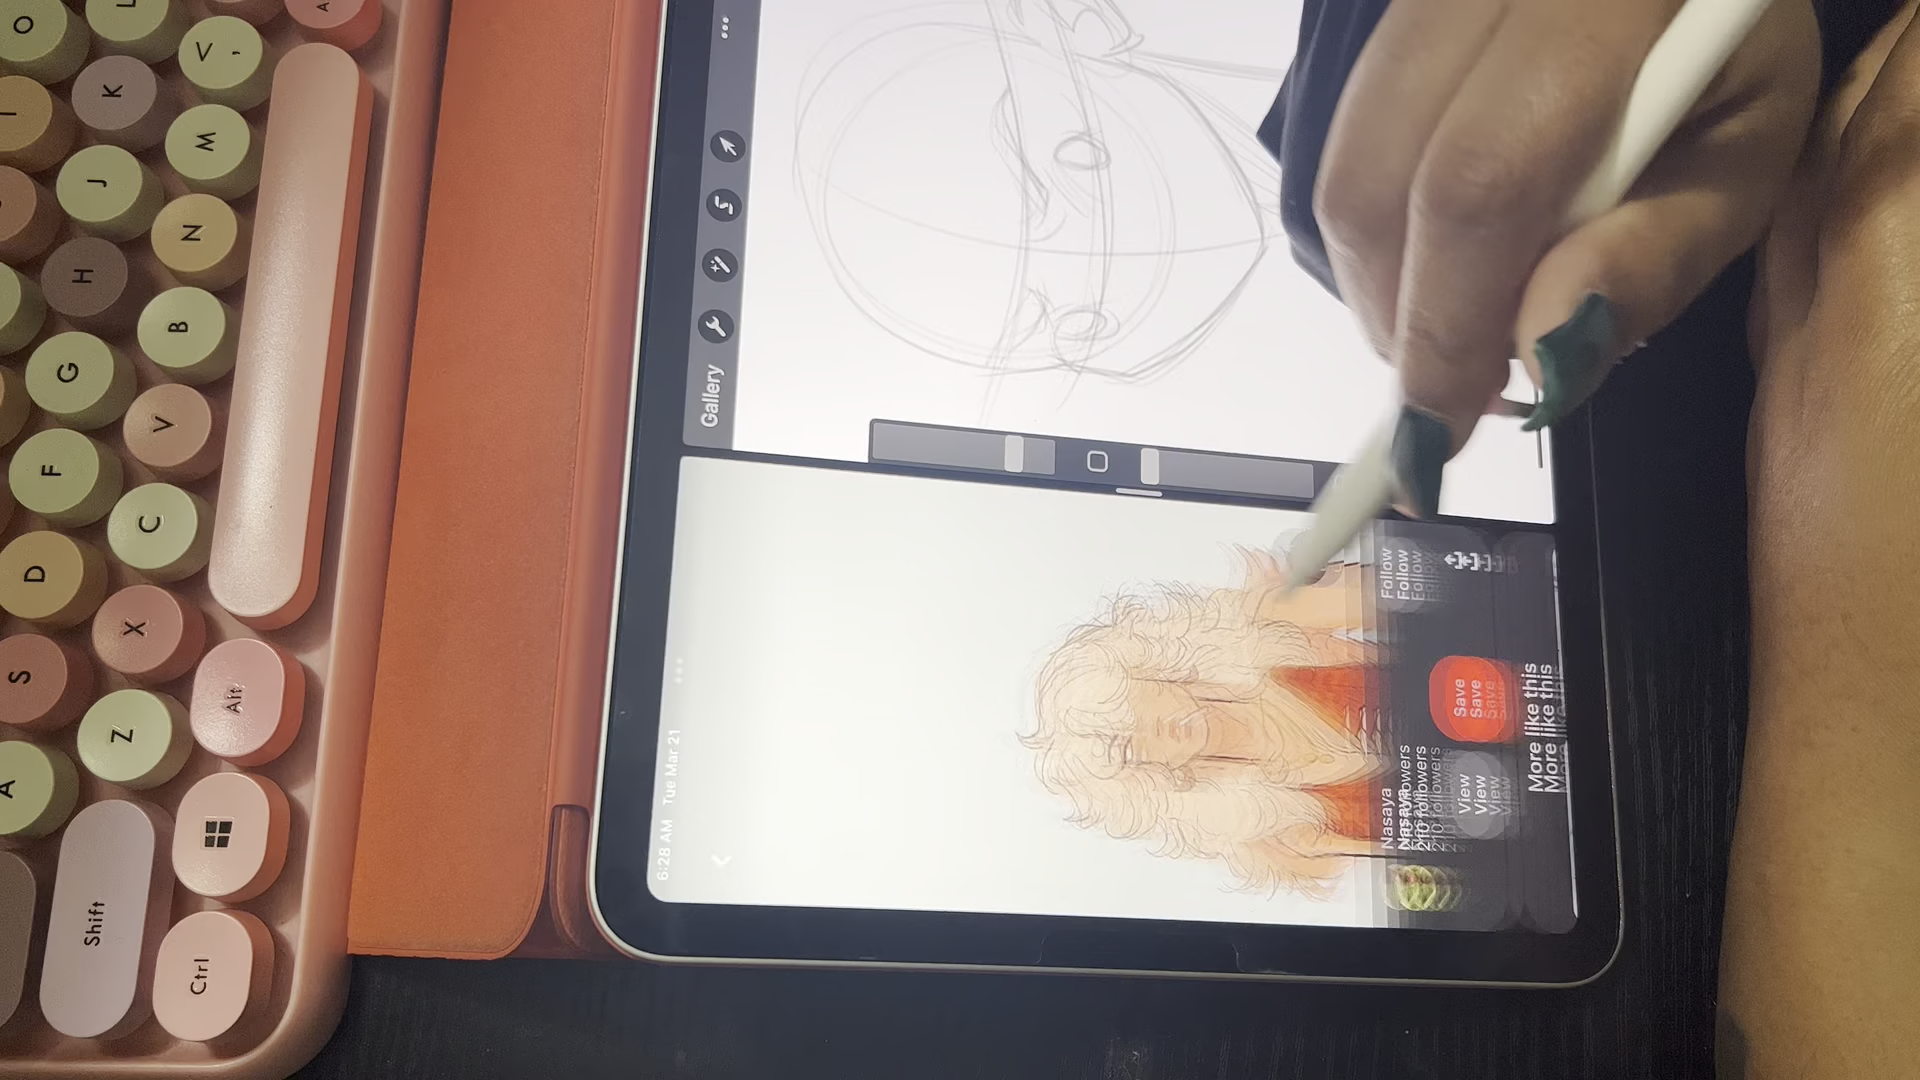 6:28 AM Tue Mar 21
Gallery
Nasaya
210 followers
Follow
View
Save
More like this
O
L
<
,
A
I
K
M
J
N
H
B
G
V
F
C
D
X
S
Z
Alt
A
Shift
Ctrl